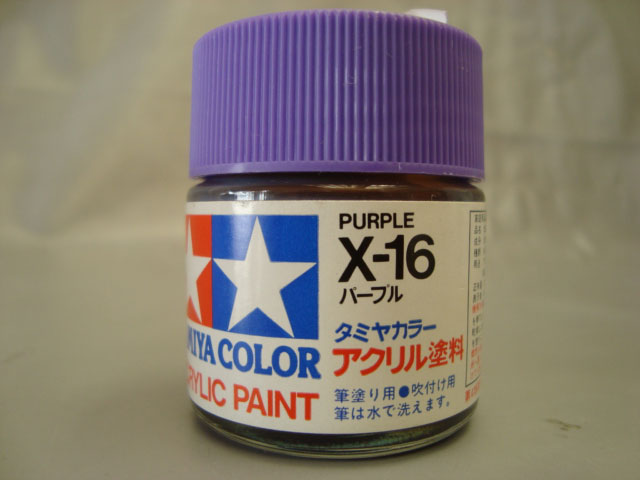 PURPLE
X-16
パープル
タミヤカラー
アクリル塗料
MIYA COLOR
RYLIC PAINT
筆塗り用●吹付け用
筆は水で洗えます。